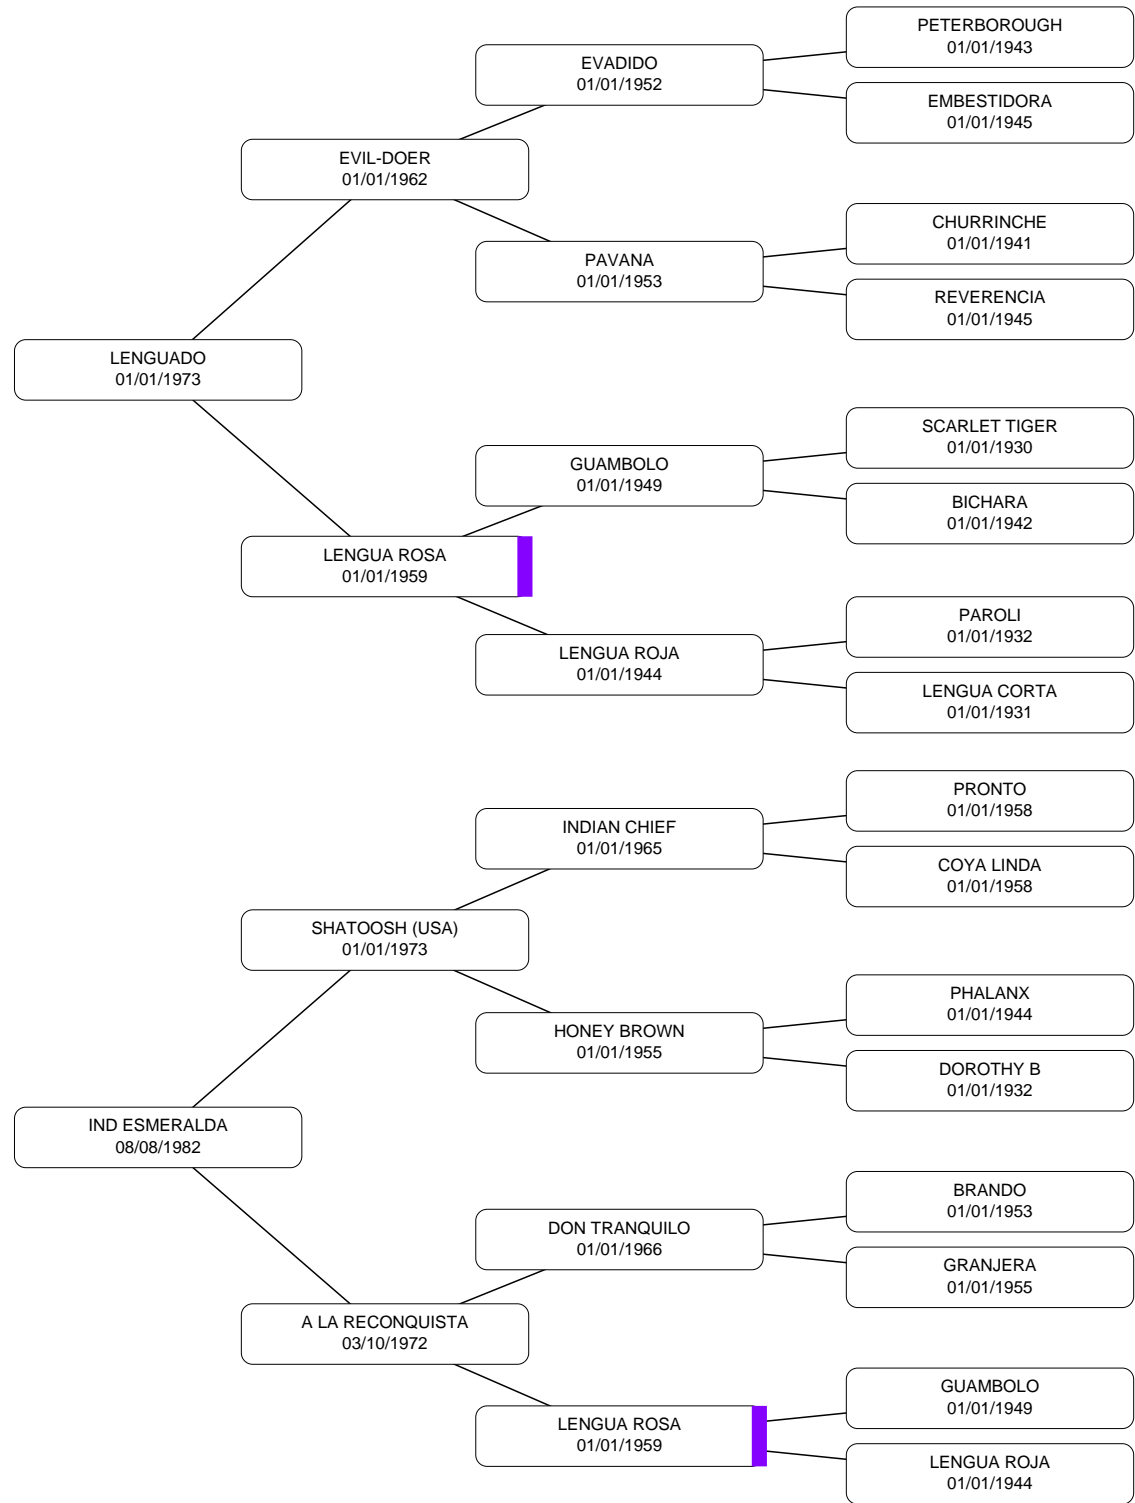 PETERBOROUGH
01/01/1943
EVADIDO
01/01/1952
EMBESTIDORA
01/01/1945
EVIL-DOER
01/01/1962
CHURRINCHE
01/01/1941
PAVANA
01/01/1953
REVERENCIA
01/01/1945
LENGUADO
01/01/1973
SCARLET TIGER
01/01/1930
GUAMBOLO
01/01/1949
BICHARA
01/01/1942
LENGUA ROSA
01/01/1959
PAROLI
01/01/1932
LENGUA ROJA
01/01/1944
LENGUA CORTA
01/01/1931
PRONTO
01/01/1958
INDIAN CHIEF
01/01/1965
COYA LINDA
01/01/1958
SHATOOSH (USA)
01/01/1973
PHALANX
01/01/1944
HONEY BROWN
01/01/1955
DOROTHY B
01/01/1932
IND ESMERALDA
08/08/1982
BRANDO
01/01/1953
DON TRANQUILO
01/01/1966
GRANJERA
01/01/1955
A LA RECONQUISTA
03/10/1972
GUAMBOLO
01/01/1949
LENGUA ROSA
01/01/1959
LENGUA ROJA
01/01/1944